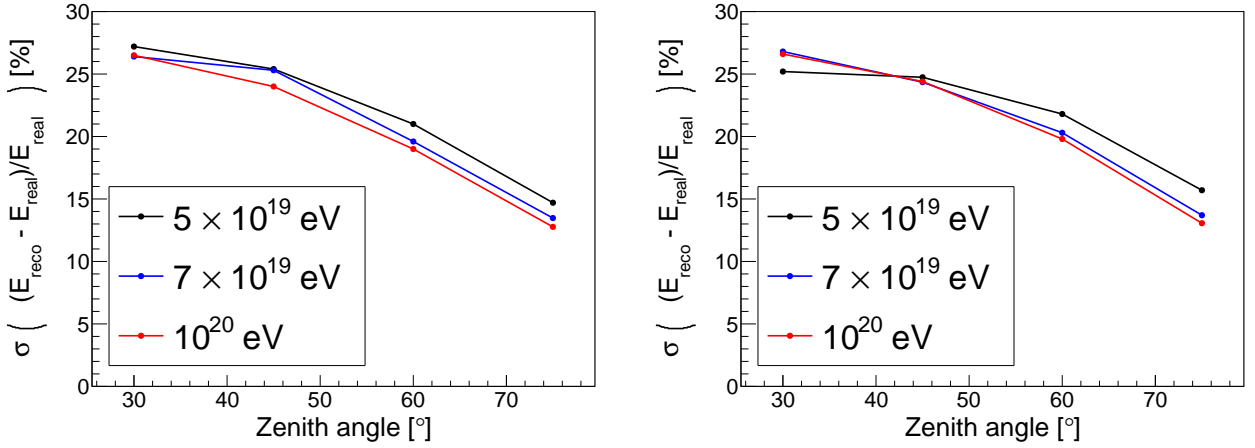 σ ( (E_reco - E_real)/E_real ) [%]
30
25
20
15
10
5
0
5 × 10^19 eV
7 × 10^19 eV
10^20 eV
30 40 50 60 70
Zenith angle [°]
σ ( (E_reco - E_real)/E_real ) [%]
30
25
20
15
10
5
0
5 × 10^19 eV
7 × 10^19 eV
10^20 eV
30 40 50 60 70
Zenith angle [°]